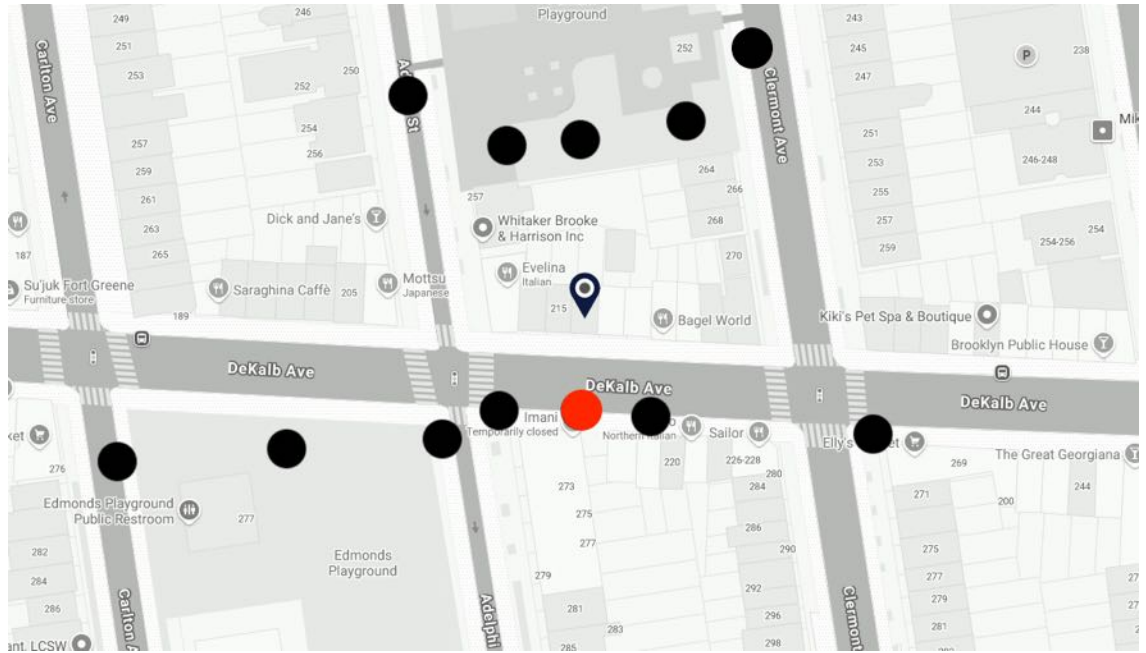 249
246
Playground
243
251
252
245
238
253
250
247
P
Carlton Ave
252
Clermont Ave
244
254
251
Mik
257
256
253
246-248
259
264
255
261
257
266
257
254
263
Dick and Jane's
Whitaker Brooke
& Harrison Inc
268
259
254-256
187
265
270
Su'juk Fort Greene
Furniture store
Saraghina Caffè
205
Mottsu
Japanese
Evelina
Italian
215
Bagel World
Kiki's Pet Spa & Boutique
189
Brooklyn Public House
DeKalb Ave
DeKalb Ave
DeKalb Ave
Imani
Temporarily closed
Northern Italian
Sailor
276
220
226-228
280
269
The Great Georgiana
273
284
271
200
244
Edmonds Playground
Public Restroom
277
275
286
282
277
290
275
Edmonds
Playground
284
279
277
286
281
292
279
283
296
281
ant, LCSW
285
298
Adelphi
Clermont